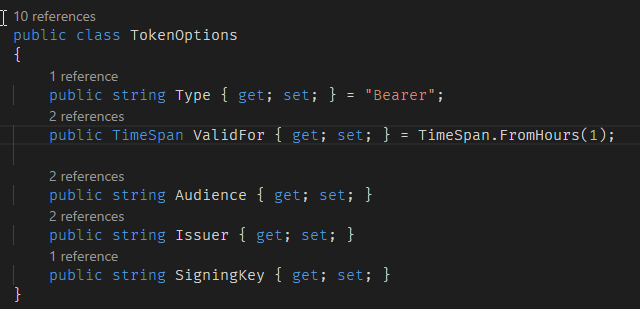 10 references
public class TokenOptions
{
1 reference
public string Type { get; set; } = "Bearer";
2 references
public TimeSpan ValidFor { get; set; } = TimeSpan.FromHours(1);
2 references
public string Audience { get; set; }
2 references
public string Issuer { get; set; }
1 reference
public string SigningKey { get; set; }
}